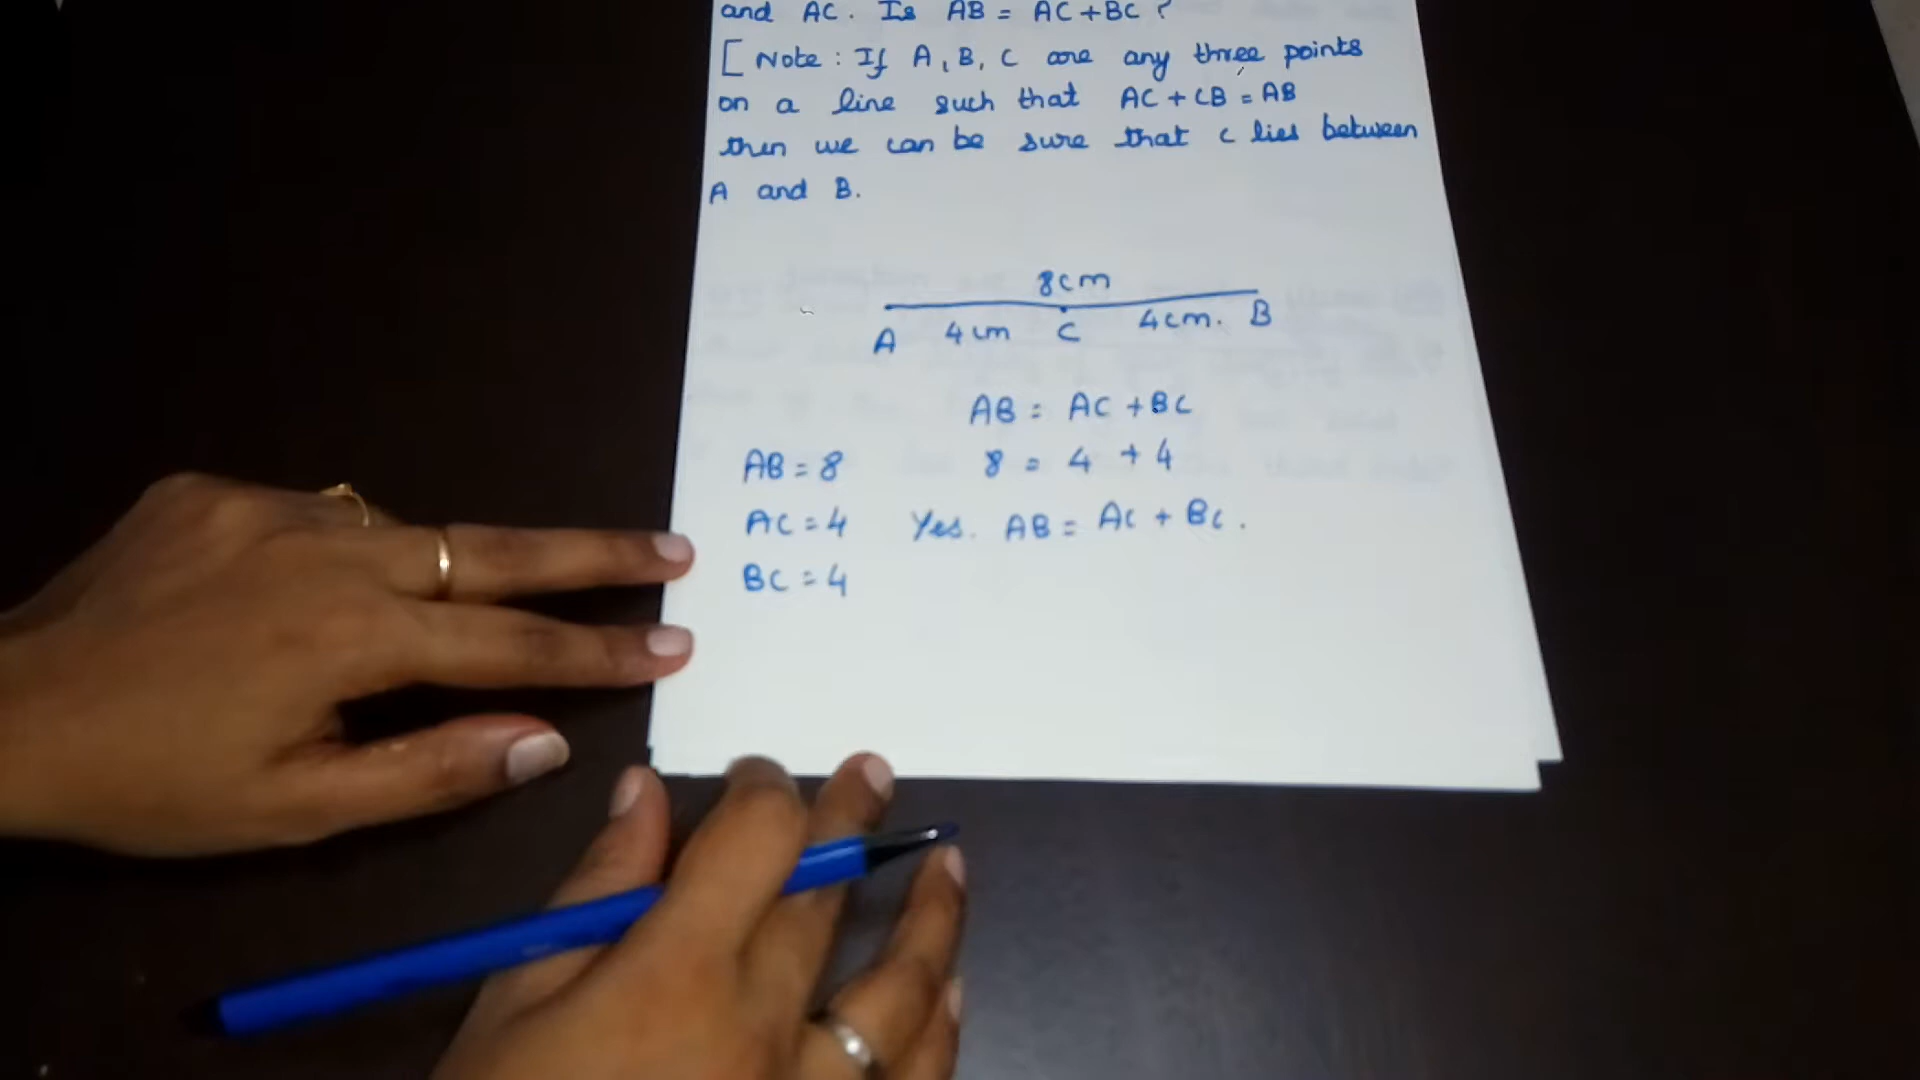 and AC. Is AB = AC + BC ?
[Note : If A, B, C are any three points
on a line such that AC + CB = AB
then we can be sure that C lies between
A and B.
8cm
A 4cm C 4cm. B
AB = AC + BC
AB = 8 8 = 4 + 4
AC = 4 Yes. AB = AC + BC.
BC = 4